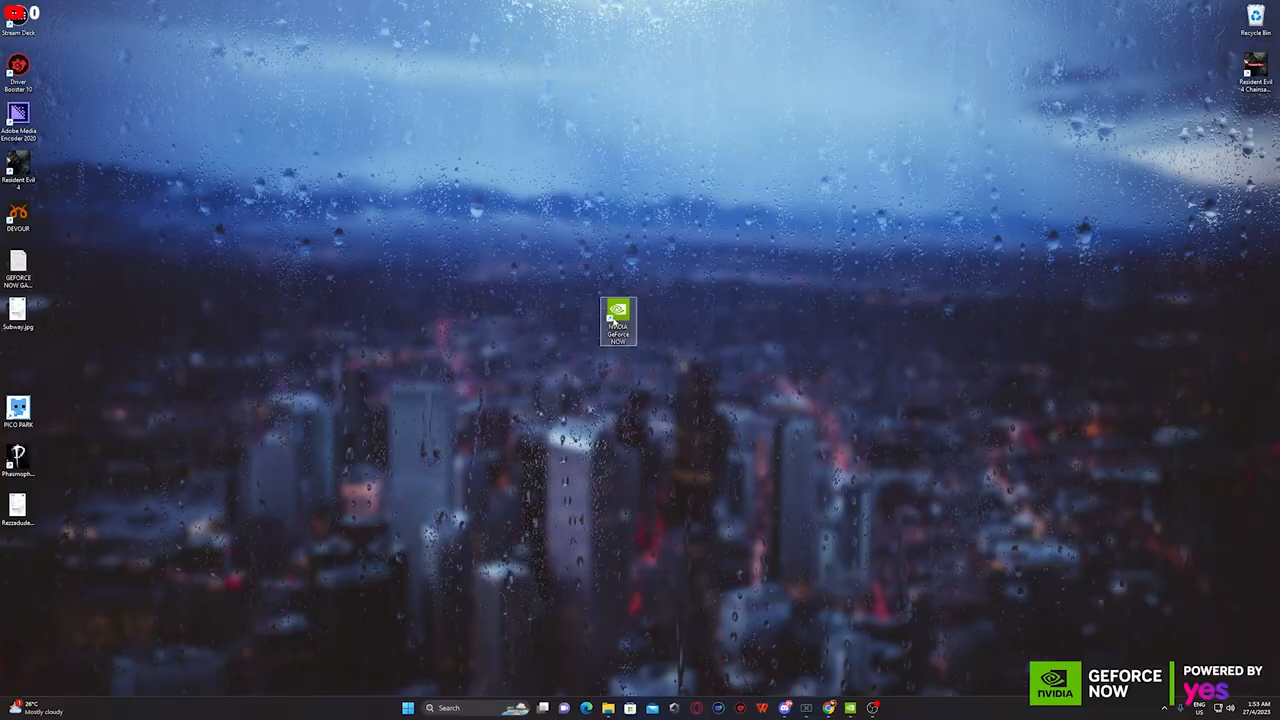 0
Stream Deck
Driver
Booster 10
Adobe Media
Encoder 2020
Resident Evil
4
DEVOUR
GEFORCE
NOW GA...
Subway.jpg
PICO PARK
Phasmoph...
Rezzadude...
NVIDIA
GeForce
NOW
Recycle Bin
Resident Evil
4 Chainsa...
NVIDIA
GEFORCE
NOW
POWERED BY
yes
26°C
Mostly cloudy
Search
ENG
US
1:53 AM
27/4/2023